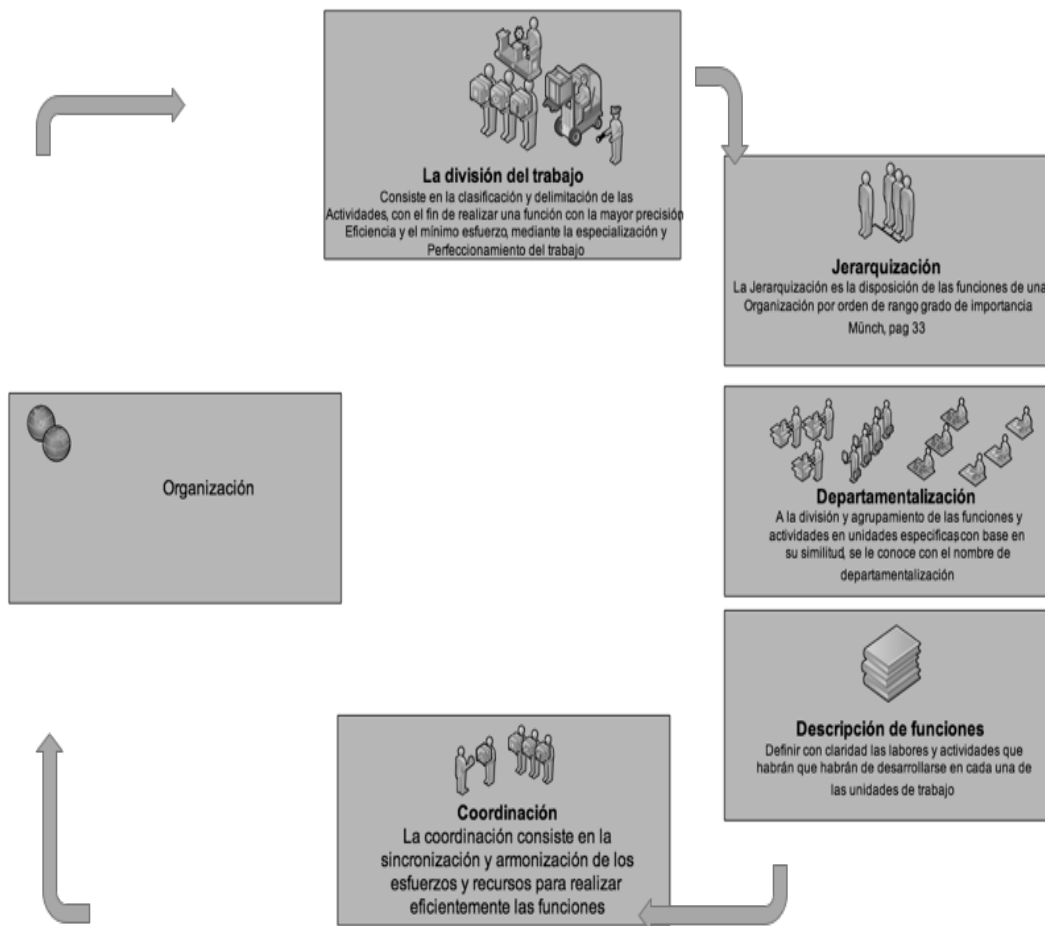 La división del trabajo
Consiste en la clasificación y delimitación de las
Actividades, con el fin de realizar una función con la mayor precisión
Eficiencia y el mínimo esfuerzo, mediante la especialización y
Perfeccionamiento del trabajo
Jerarquización
La Jerarquización es la disposición de las funciones de una
Organización por orden de rango grado de importancia
Münch, pag 33
Organización
Departamentalización
A la división y agrupamiento de las funciones y
actividades en unidades específicas, con base en
su similitud, se le conoce con el nombre de
departamentalización
Descripción de funciones
Definir con claridad las labores y actividades que
habrán que habrán de desarrollarse en cada una de
las unidades de trabajo
Coordinación
La coordinación consiste en la
sincronización y armonización de los
esfuerzos y recursos para realizar
eficientemente las funciones